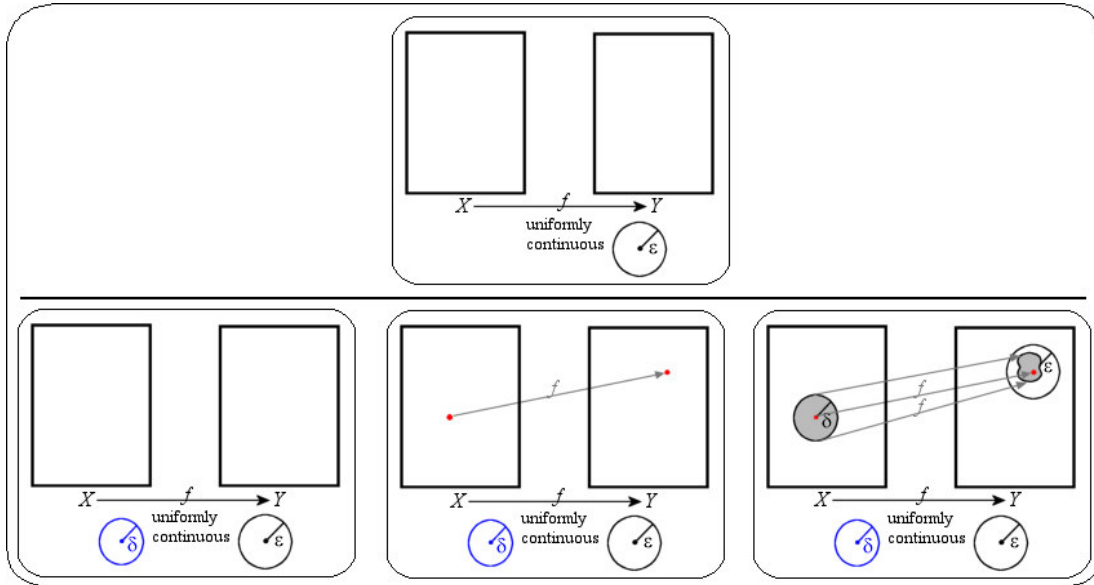 X f Y
uniformly
continuous
ε
f
f
f
ε
δ
X f Y
uniformly
continuous
δ
ε
X f Y
uniformly
continuous
δ
ε
X f Y
uniformly
continuous
δ
ε